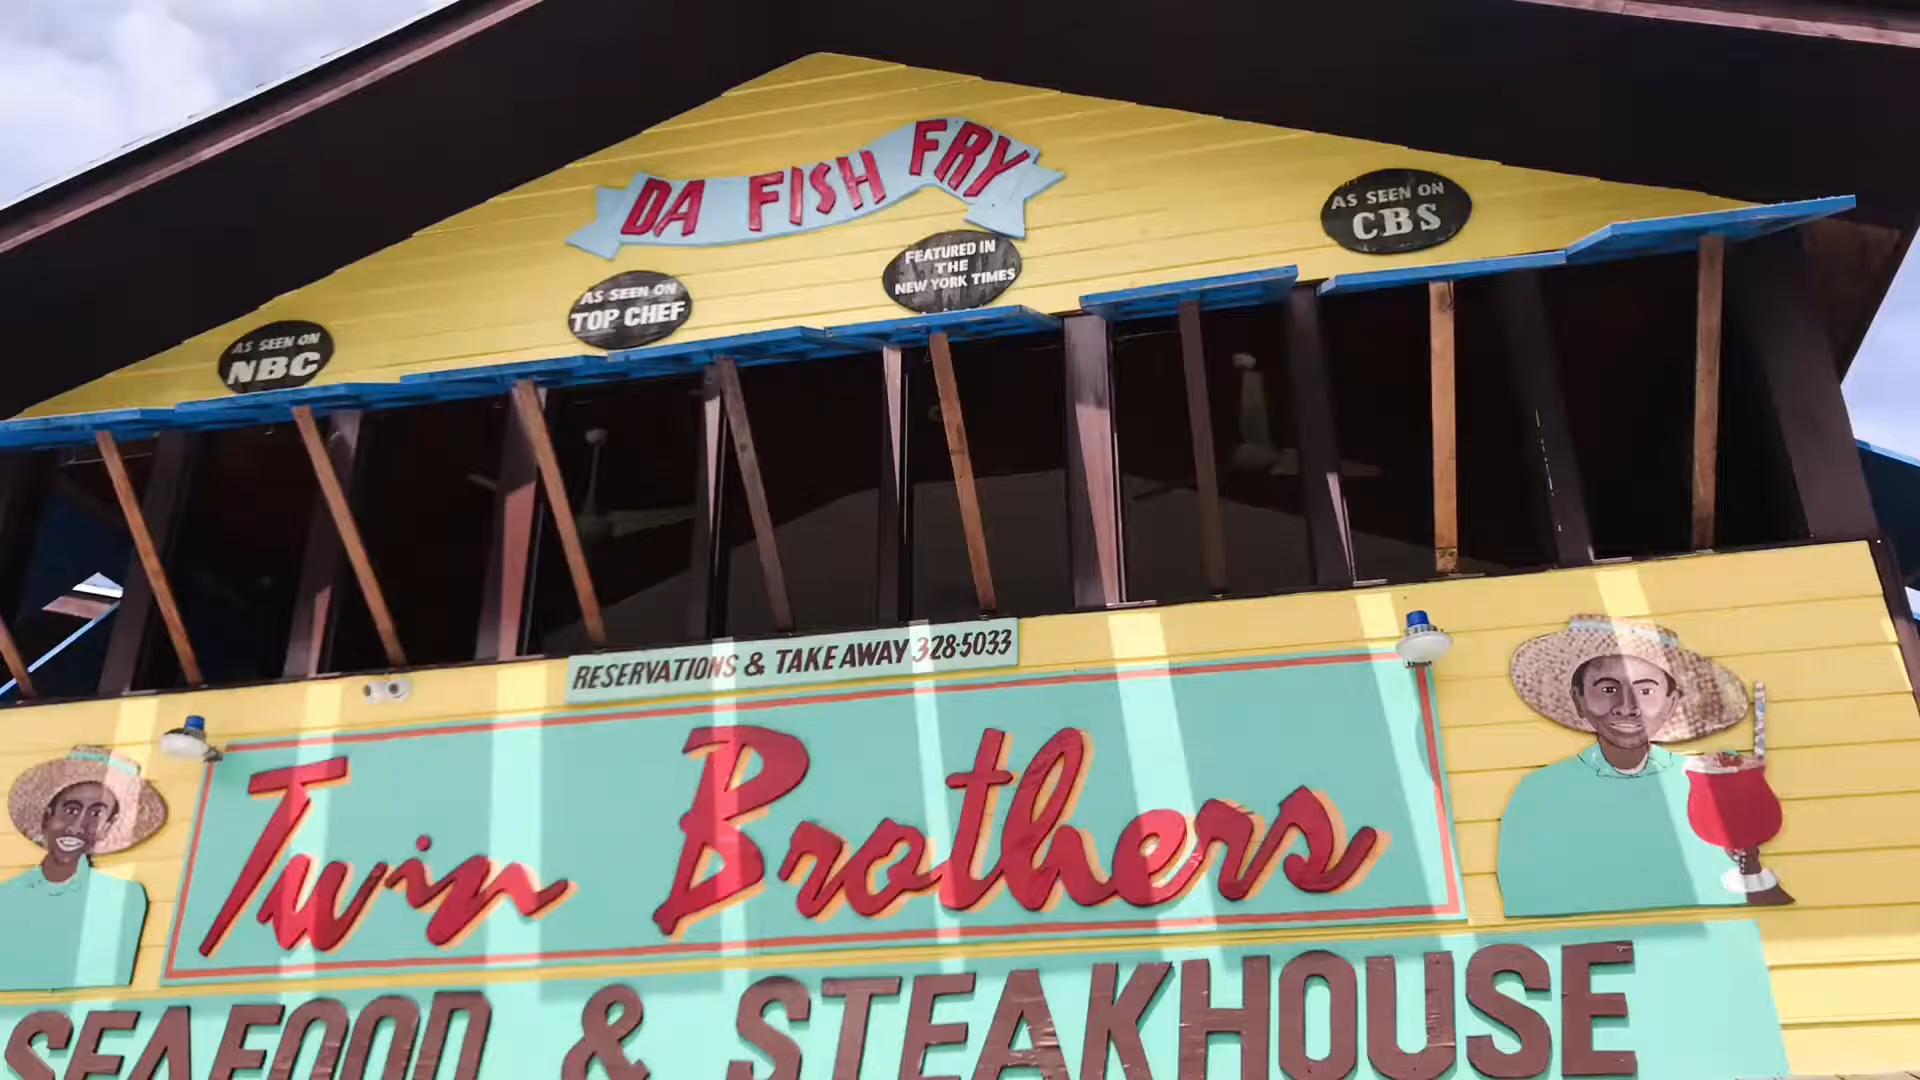 DA FISH FRY
AS SEEN ON
CBS
FEATURED IN
THE
NEW YORK TIMES
AS SEEN ON
TOP CHEF
AS SEEN ON
NBC
RESERVATIONS & TAKE AWAY 328-5033
Twin Brothers
SEAFOOD & STEAKHOUSE